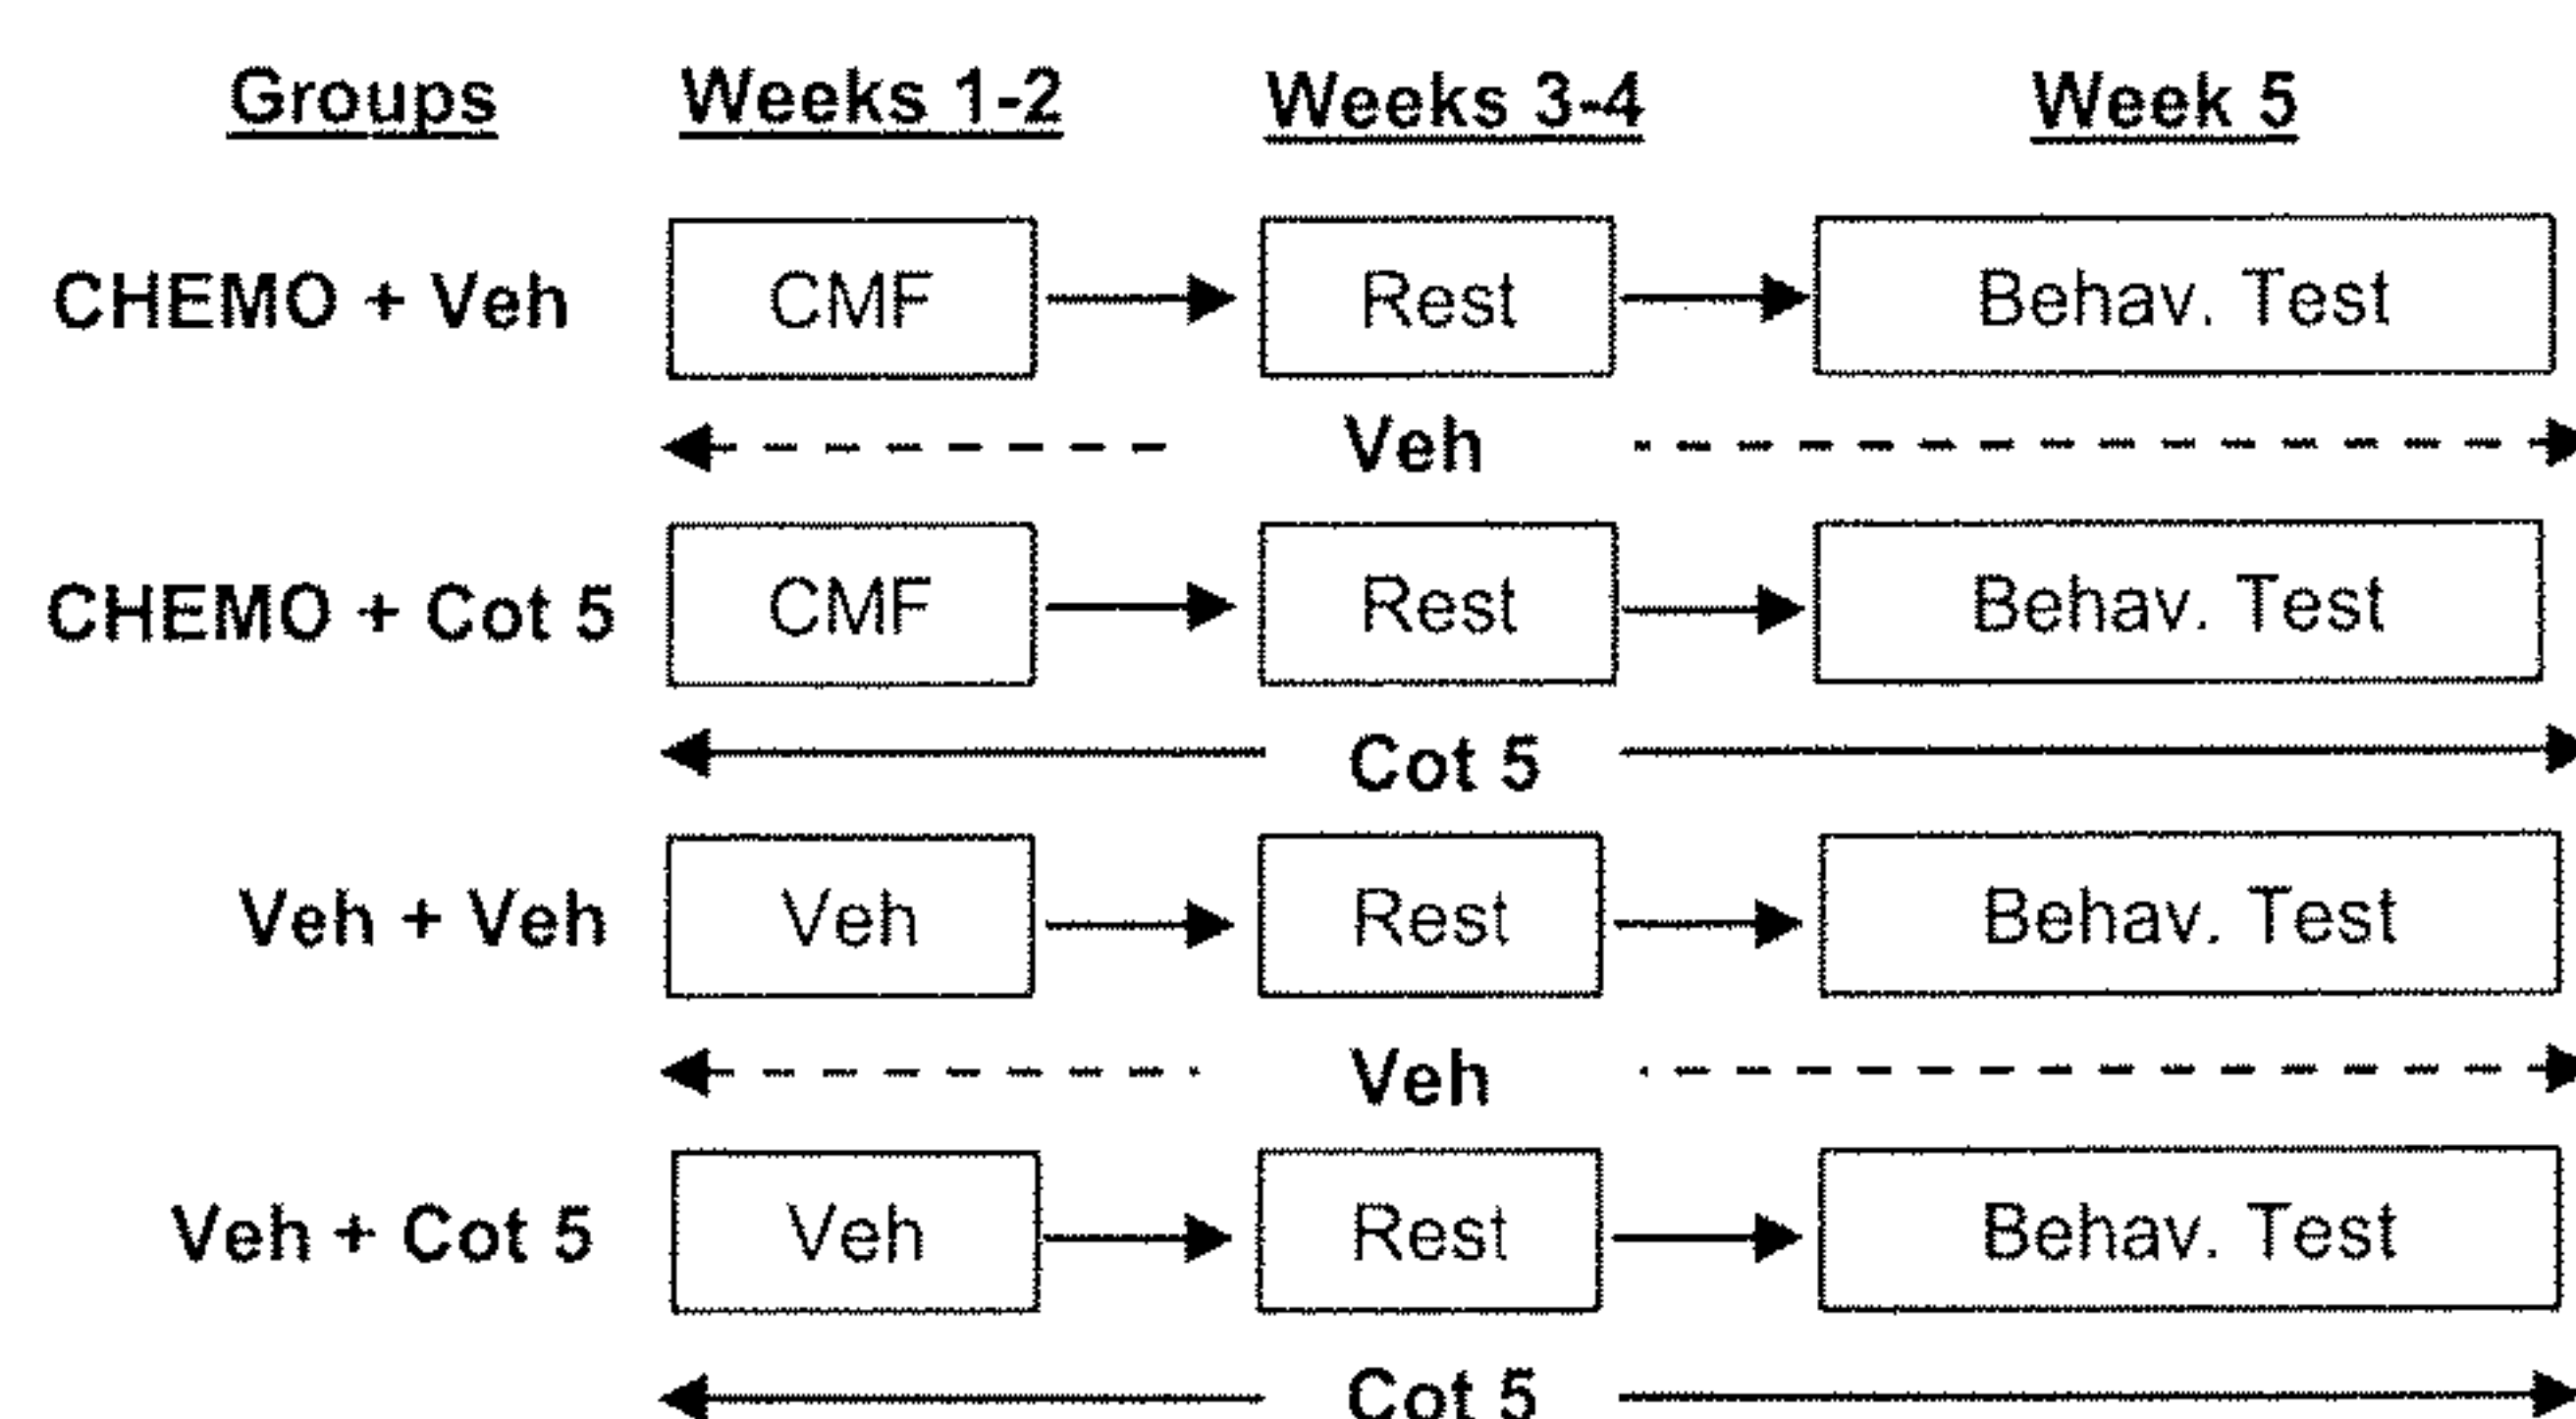 Groups Weeks 1-2 Weeks 3-4 Week 5
CHEMO + Veh CMF Rest Behav. Test
Veh
CHEMO + Cot 5 CMF Rest Behav. Test
Cot 5
Veh + Veh Veh Rest Behav. Test
Veh
Veh + Cot 5 Veh Rest Behav. Test
Cot 5